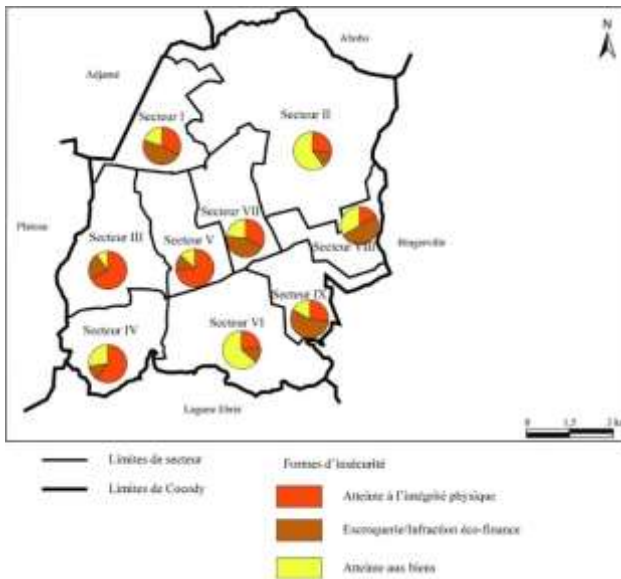 Abobo
N
Adjamé
Secteur I
Secteur II
Plateau
Secteur VII
Secteur III
Secteur V
Secteur VIII
Bingerville
Secteur IX
Secteur IV
Secteur VI
Lagune Ebrié
0 1,5 3 km
Limites de secteur
Limites de Cocody
Formes d'insécurité
Atteinte à l'intégrité physique
Escroquerie/Infraction éco-finance
Atteinte aux biens